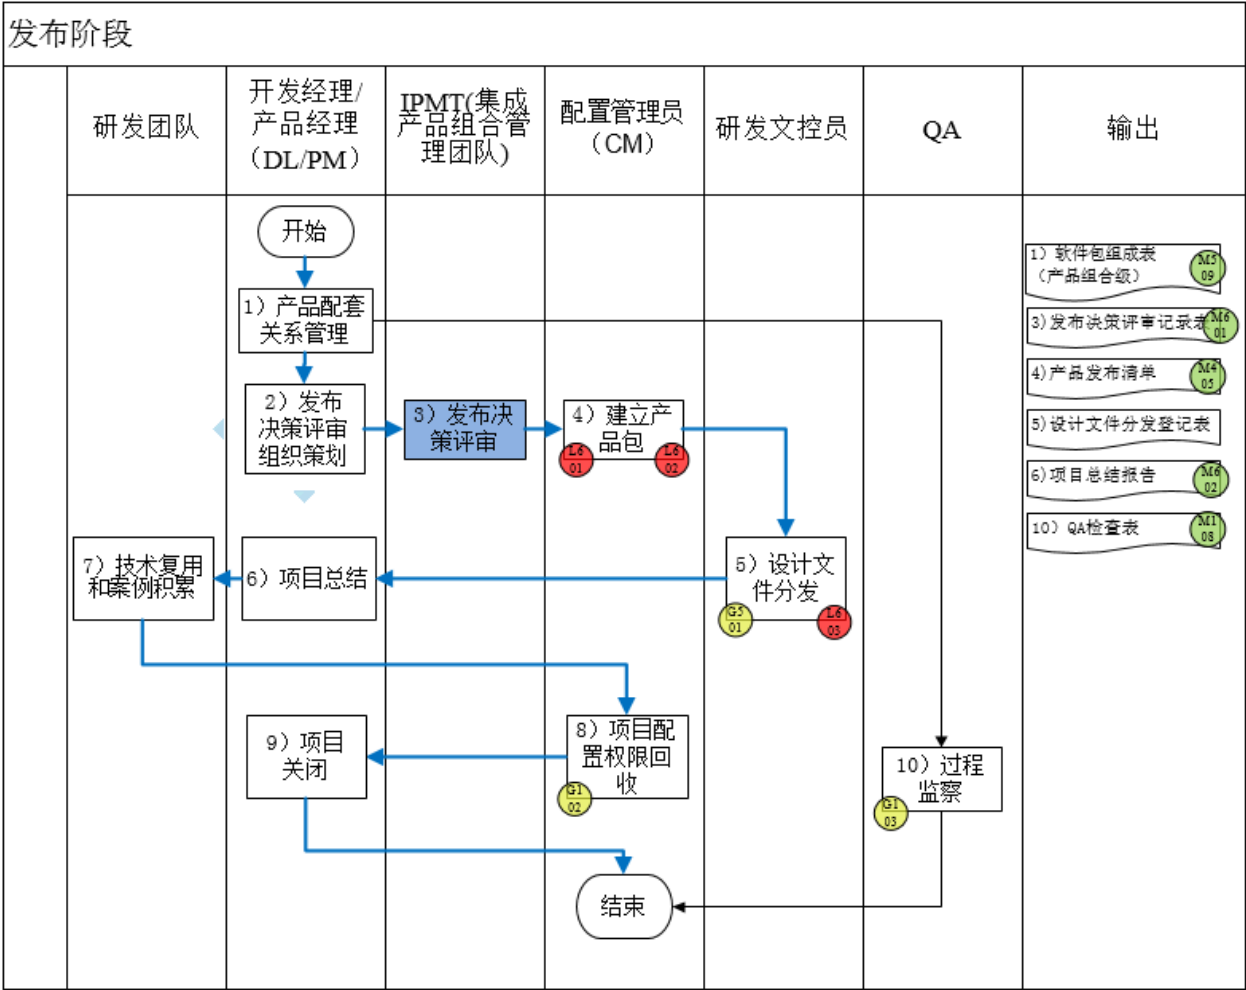 发布阶段
研发团队
开发经理/
产品经理
（DL/PM）
IPMT(集成
产品组合管
理团队)
配置管理员
（CM）
研发文控员
QA
输出
开始
1）产品配套
关系管理
2）发布
决策评审
组织策划
3）发布决
策评审
4）建立产
品包
L6
01
L6
02
5）设计文
件分发
G5
01
L6
03
6）项目总结
7）技术复用
和案例积累
8）项目配
置权限回
收
G1
02
9）项目
关闭
10）过程
监察
G1
03
结束
1）软件包组成表
（产品组合级）
M5
09
3)发布决策评审记录表
M6
01
4)产品发布清单
M4
05
5)设计文件分发登记表
6)项目总结报告
M6
02
10）QA检查表
M1
08